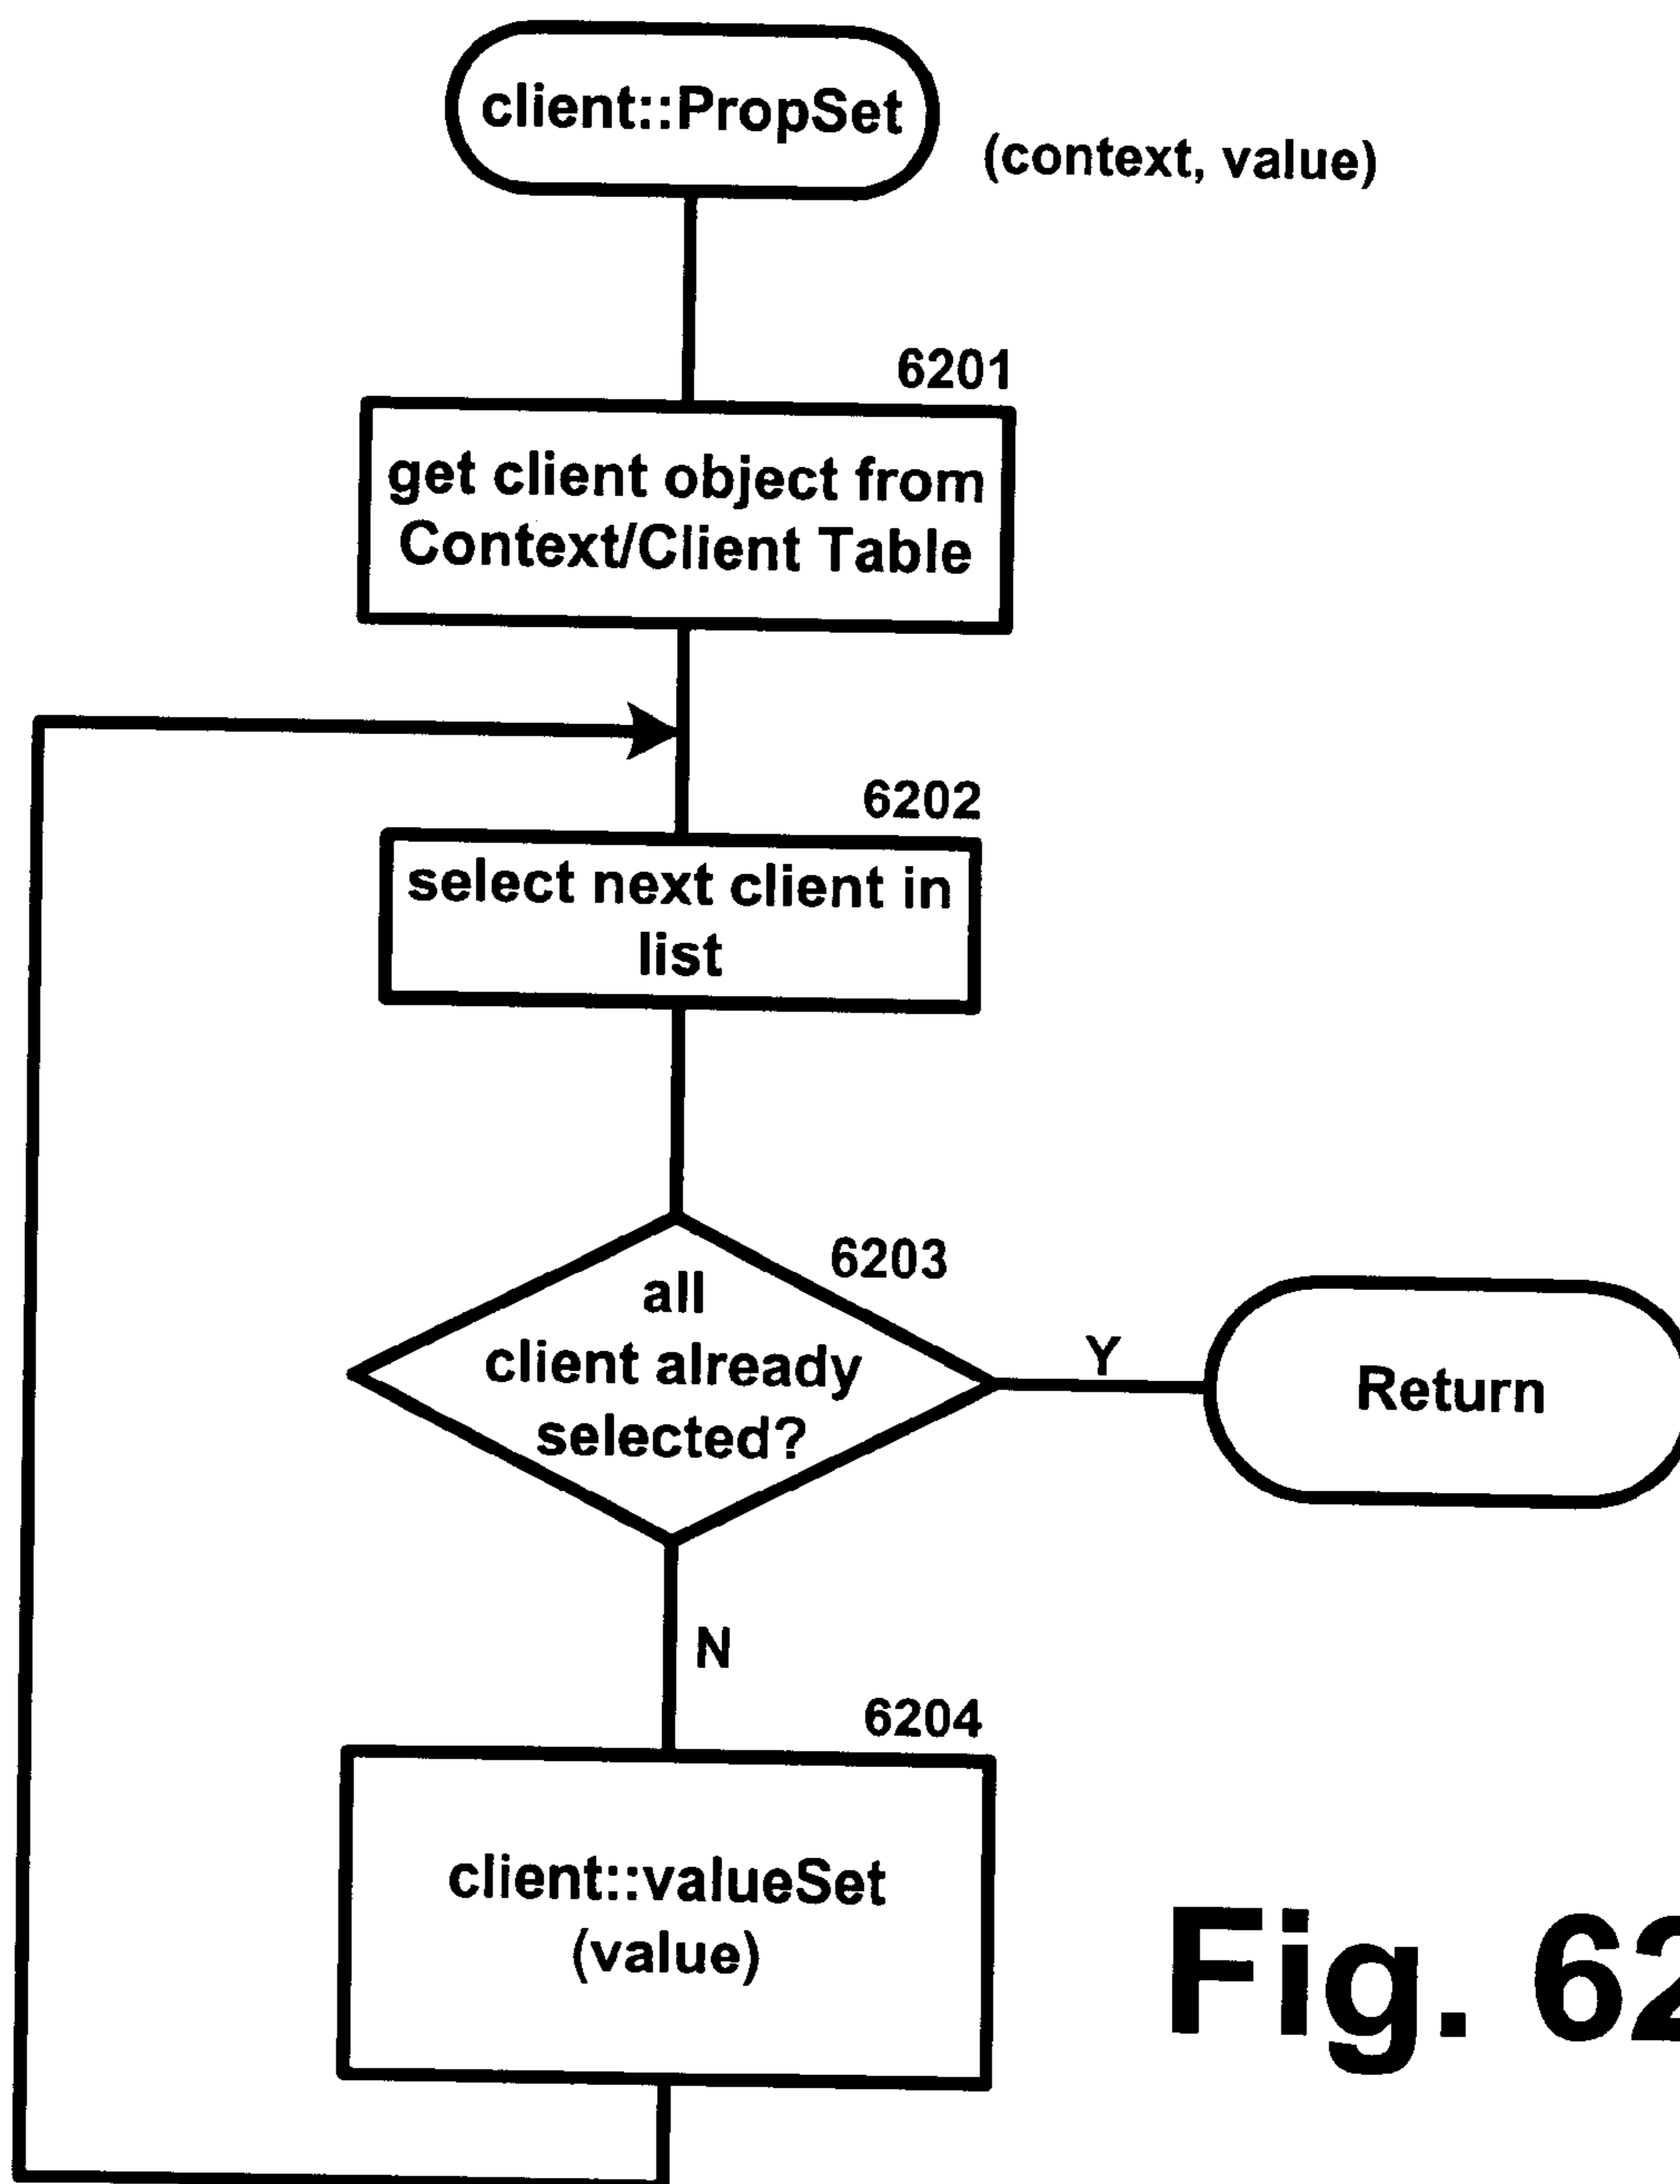 client::PropSet
(context, value)
6201
get client object from
Context/Client Table
6202
select next client in
list
6203
all
client already
selected?
Y
Return
N
6204
client::valueSet
(value)
Fig. 62